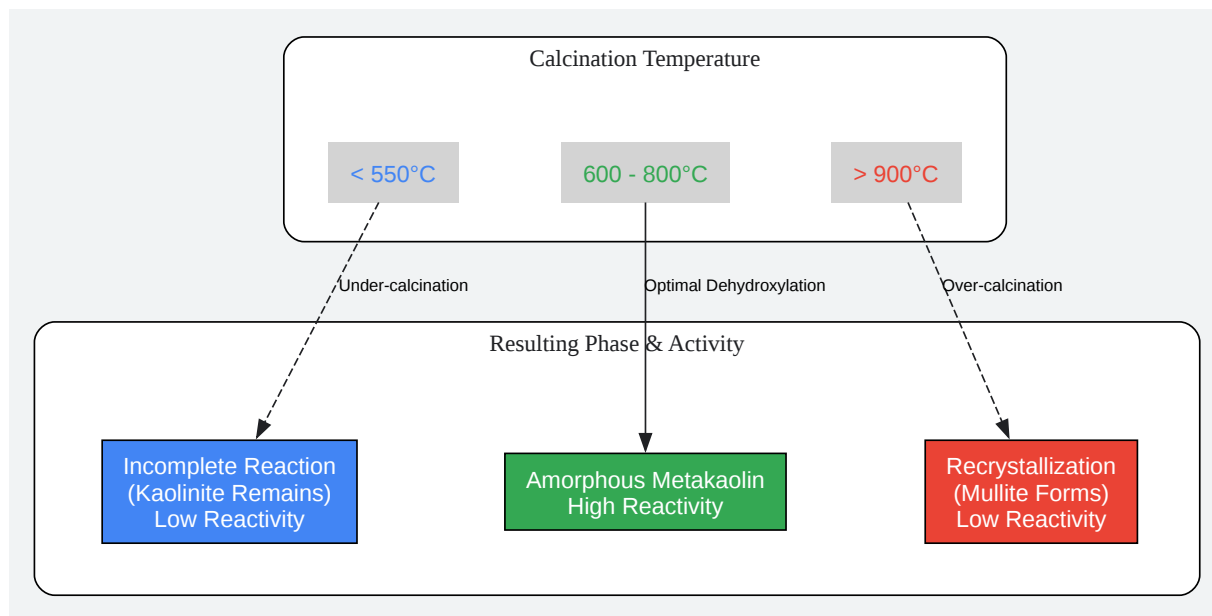 Calcination Temperature
< 550°C
600 - 800°C
> 900°C
Under-calcination
Optimal Dehydroxylation
Over-calcination
Resulting Phase & Activity
Incomplete Reaction
(Kaolinite Remains)
Low Reactivity
Amorphous Metakaolin
High Reactivity
Recrystallization
(Mullite Forms)
Low Reactivity